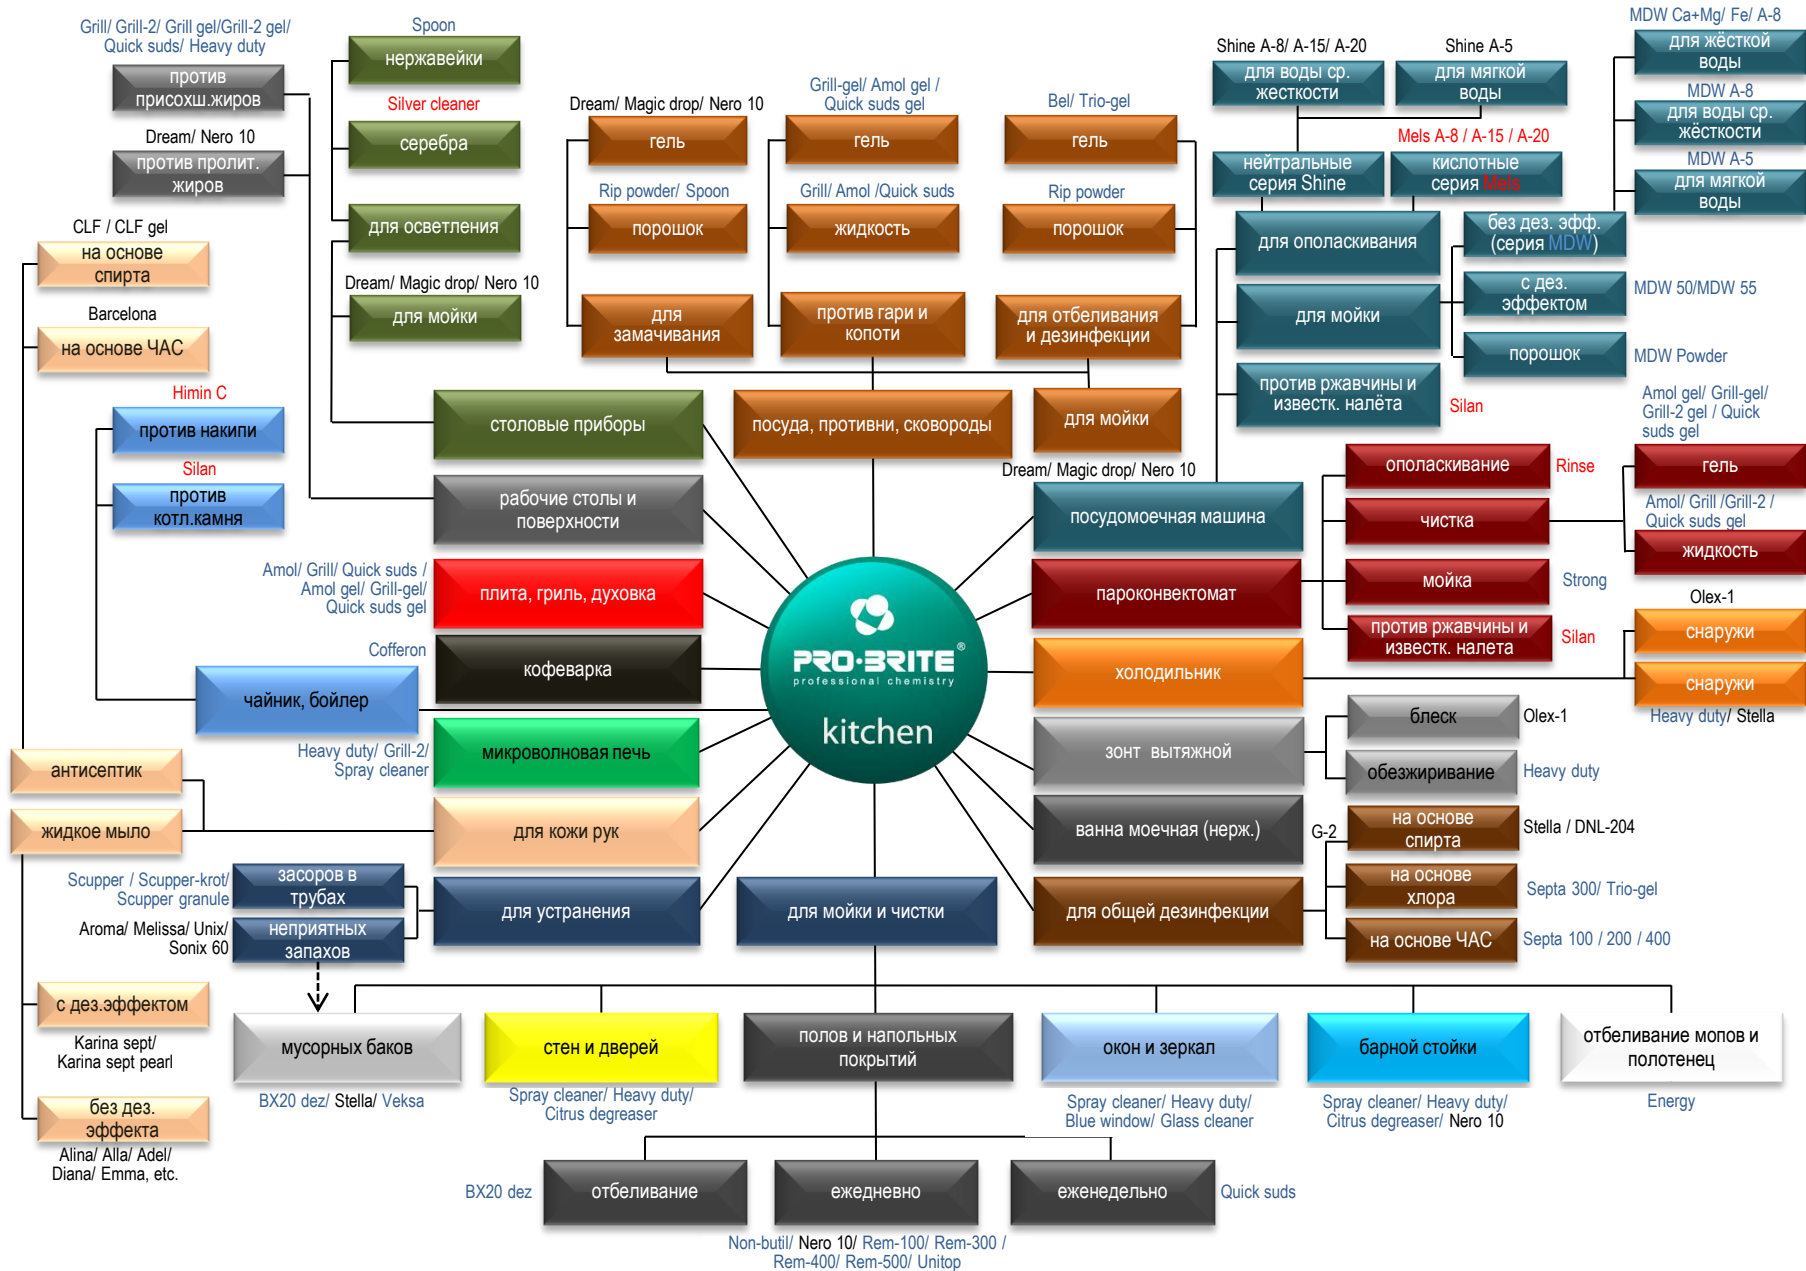 Grill/ Grill-2/ Grill gel/Grill-2 gel/
Quick suds/ Heavy duty
против
присохш.жиров
Dream/ Nero 10
против пролит.
жиров
Spoon
нержавейки
Silver cleaner
серебра
для осветления
Dream/ Magic drop/ Nero 10
для мойки
Dream/ Magic drop/ Nero 10
гель
Rip powder/ Spoon
порошок
для
замачивания
Grill-gel/ Amol gel /
Quick suds gel
гель
Grill/ Amol /Quick suds
жидкость
против гари и
копоти
Bel/ Trio-gel
гель
Rip powder
порошок
для отбеливания
и дезинфекции
Shine A-8/ A-15/ A-20
для воды ср.
жесткости
Shine A-5
для мягкой
воды
нейтральные
серия Shine
Mels A-8 / A-15 / A-20
кислотные
серия Mels
MDW Ca+Mg/ Fe/ A-8
для жёсткой
воды
MDW A-8
для воды ср.
жёсткости
MDW A-5
для мягкой
воды
для ополаскивания
без дез. эфф.
(серия MDW)
для мойки
с дез.
эффектом
MDW 50/MDW 55
порошок
MDW Powder
против ржавчины и
известк. налёта
Silan
CLF / CLF gel
на основе
спирта
Barcelona
на основе ЧАС
Himin C
против накипи
Silan
против
котл.камня
столовые приборы
посуда, противни, сковороды
для мойки
Dream/ Magic drop/ Nero 10
рабочие столы и
поверхности
посудомоечная машина
Amol/ Grill/ Quick suds /
Amol gel/ Grill-gel/
Quick suds gel
плита, гриль, духовка
пароконвектомат
ополаскивание
Rinse
чистка
Amol gel/ Grill-gel/
Grill-2 gel / Quick
suds gel
гель
Amol/ Grill /Grill-2 /
Quick suds gel
жидкость
мойка
Strong
против ржавчины и
известк. налета
Silan
Cofferon
кофеварка
PRO-BRITE®
professional chemistry
kitchen
холодильник
Olex-1
снаружи
снаружи
Heavy duty/ Stella
чайник, бойлер
Heavy duty/ Grill-2/
Spray cleaner
микроволновая печь
зонт вытяжной
блеск
Olex-1
обезжиривание
Heavy duty
антисептик
жидкое мыло
для кожи рук
ванна моечная (нерж.)
G-2
на основе
спирта
Stella / DNL-204
на основе
хлора
Septa 300/ Trio-gel
на основе ЧАС
Septa 100 / 200 / 400
Scupper / Scupper-krot/
Scupper granule
засоров в
трубах
Aroma/ Melissa/ Unix/
Sonix 60
неприятных
запахов
для устранения
для мойки и чистки
для общей дезинфекции
с дез.эффектом
Karina sept/
Karina sept pearl
без дез.
эффекта
Alina/ Alla/ Adel/
Diana/ Emma, etc.
мусорных баков
BX20 dez/ Stella/ Veksa
стен и дверей
Spray cleaner/ Heavy duty/
Citrus degreaser
полов и напольных
покрытий
окон и зеркал
Spray cleaner/ Heavy duty/
Blue window/ Glass cleaner
барной стойки
Spray cleaner/ Heavy duty/
Citrus degreaser/ Nero 10
отбеливание мопов и
полотенец
Energy
BX20 dez
отбеливание
ежедневно
еженедельно
Quick suds
Non-butil/ Nero 10/ Rem-100/ Rem-300 /
Rem-400/ Rem-500/ Unitop